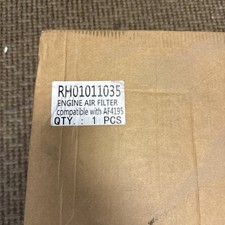 RH01011035
ENGINE AIR FILTER
compatible with AF4195
QTY. : 1 PCS